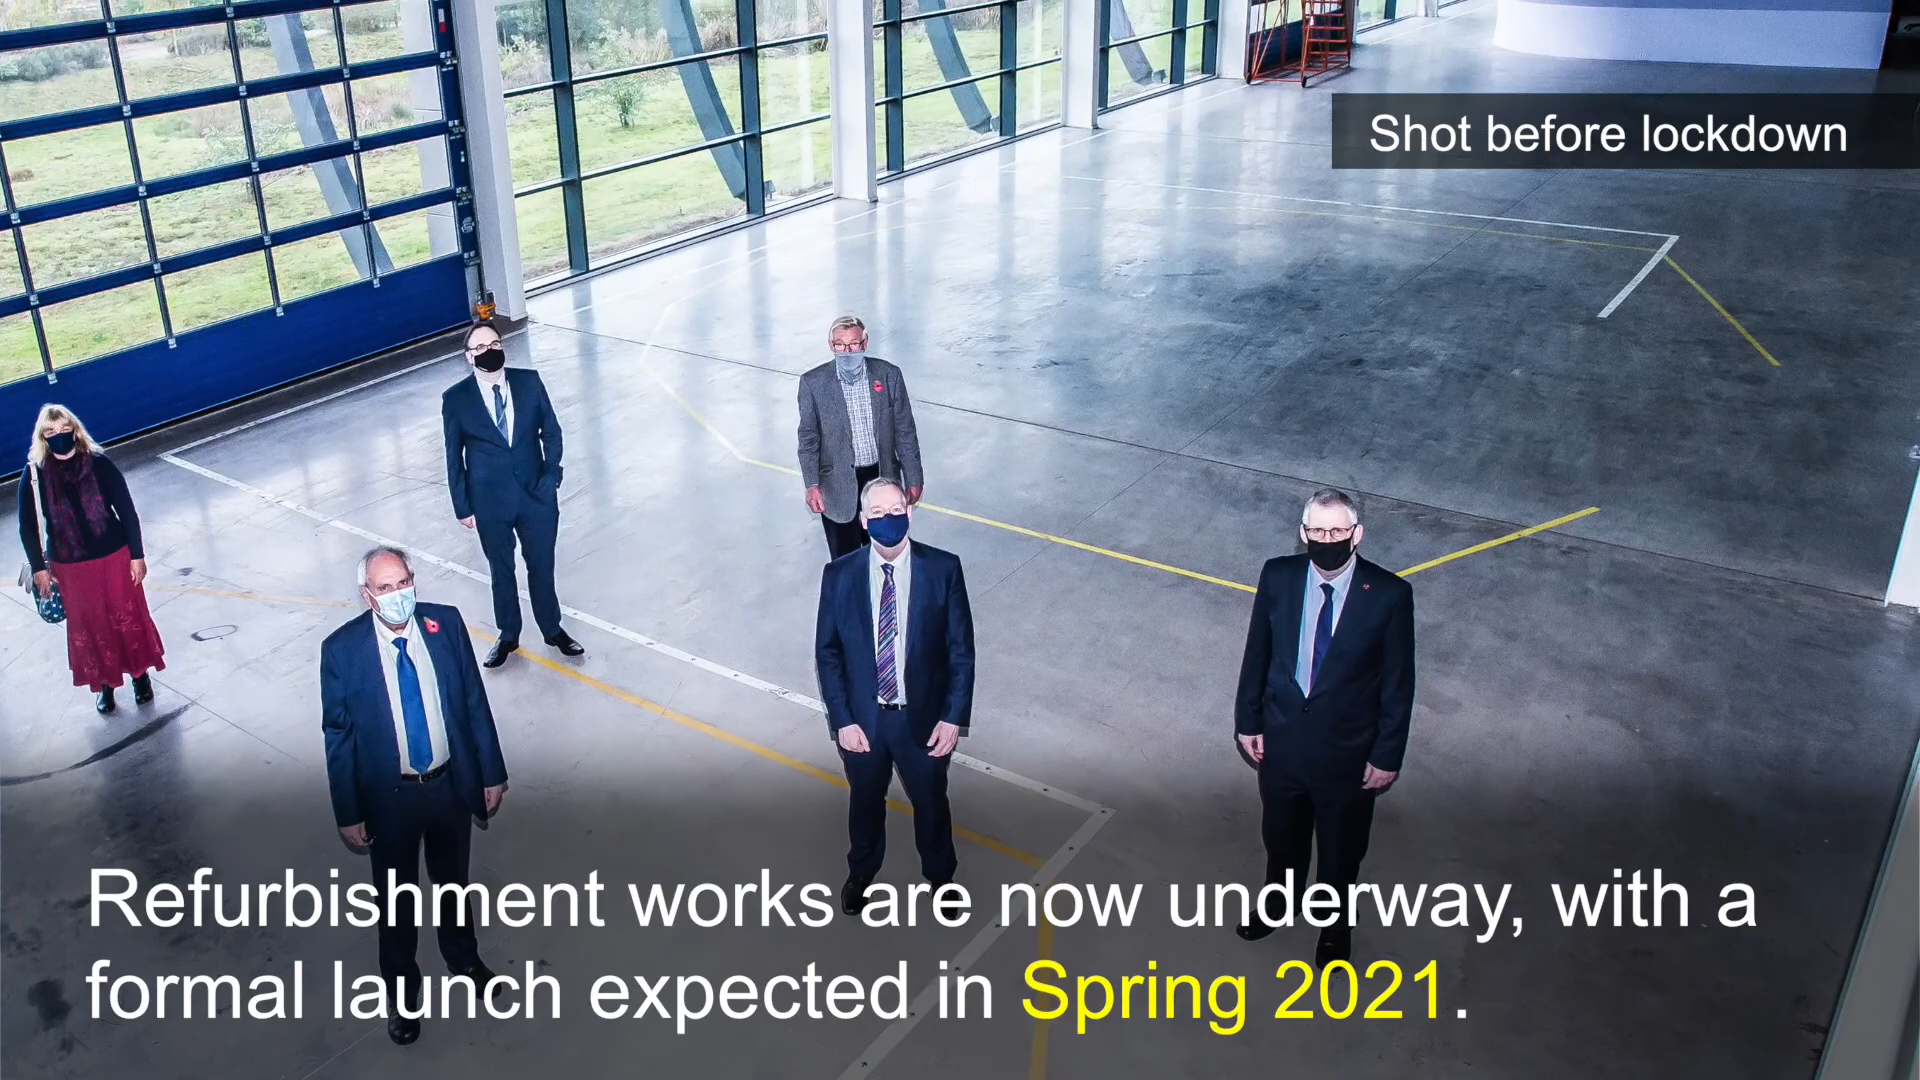 Shot before lockdown
Refurbishment works are now underway, with a
formal launch expected in Spring 2021.